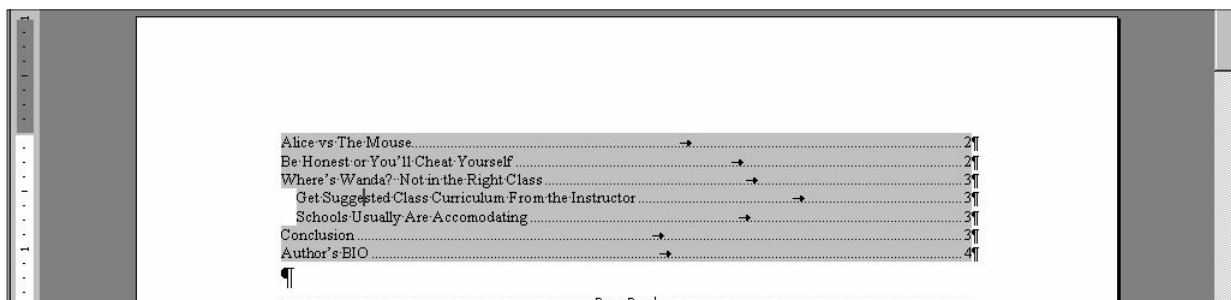 Alice vs The Mouse 2
Be Honest or You'll Cheat Yourself 2
Where's Wanda?  Not in the Right Class 3
Get Suggested Class Curriculum From the Instructor 3
Schools Usually Are Accomodating 3
Conclusion 3
Author's BIO 4